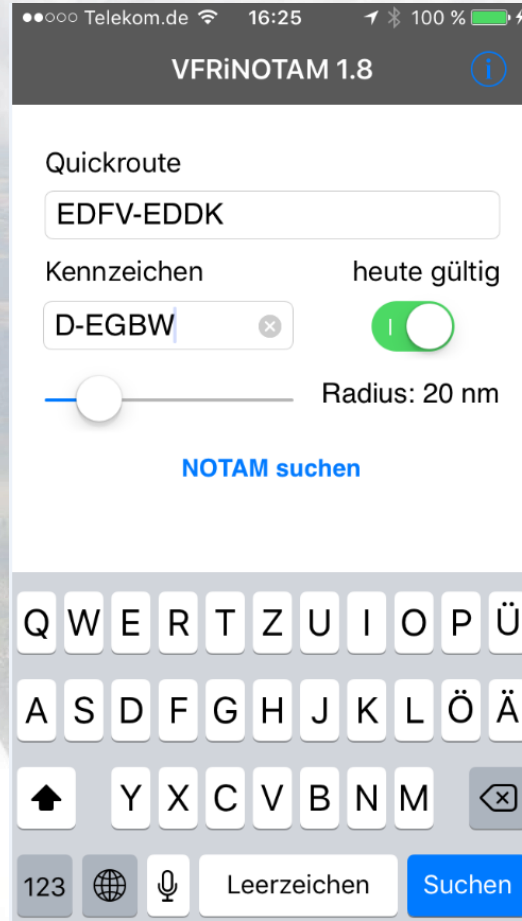 Telekom.de 16:25 100 %
VFRiNOTAM 1.8 i
Quickroute
EDFV-EDDK
Kennzeichen heute gültig
D-EGBW
Radius: 20 nm
NOTAM suchen
Q W E R T Z U I O P Ü
A S D F G H J K L Ö Ä
Y X C V B N M
123 Leerzeichen Suchen